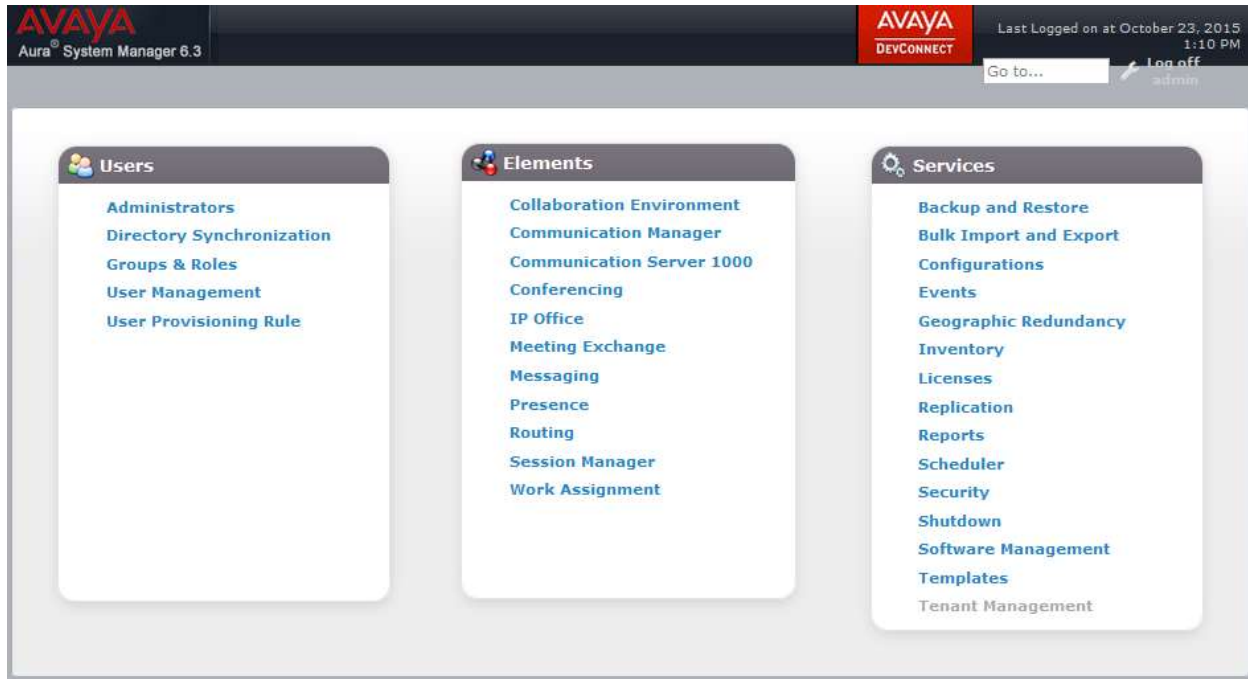 AVAYA
Aura® System Manager 6.3
AVAYA
DEVCONNECT
Last Logged on at October 23, 2015
1:10 PM
Go to...
Log off
admin
Users
Administrators
Directory Synchronization
Groups & Roles
User Management
User Provisioning Rule
Elements
Collaboration Environment
Communication Manager
Communication Server 1000
Conferencing
IP Office
Meeting Exchange
Messaging
Presence
Routing
Session Manager
Work Assignment
Services
Backup and Restore
Bulk Import and Export
Configurations
Events
Geographic Redundancy
Inventory
Licenses
Replication
Reports
Scheduler
Security
Shutdown
Software Management
Templates
Tenant Management